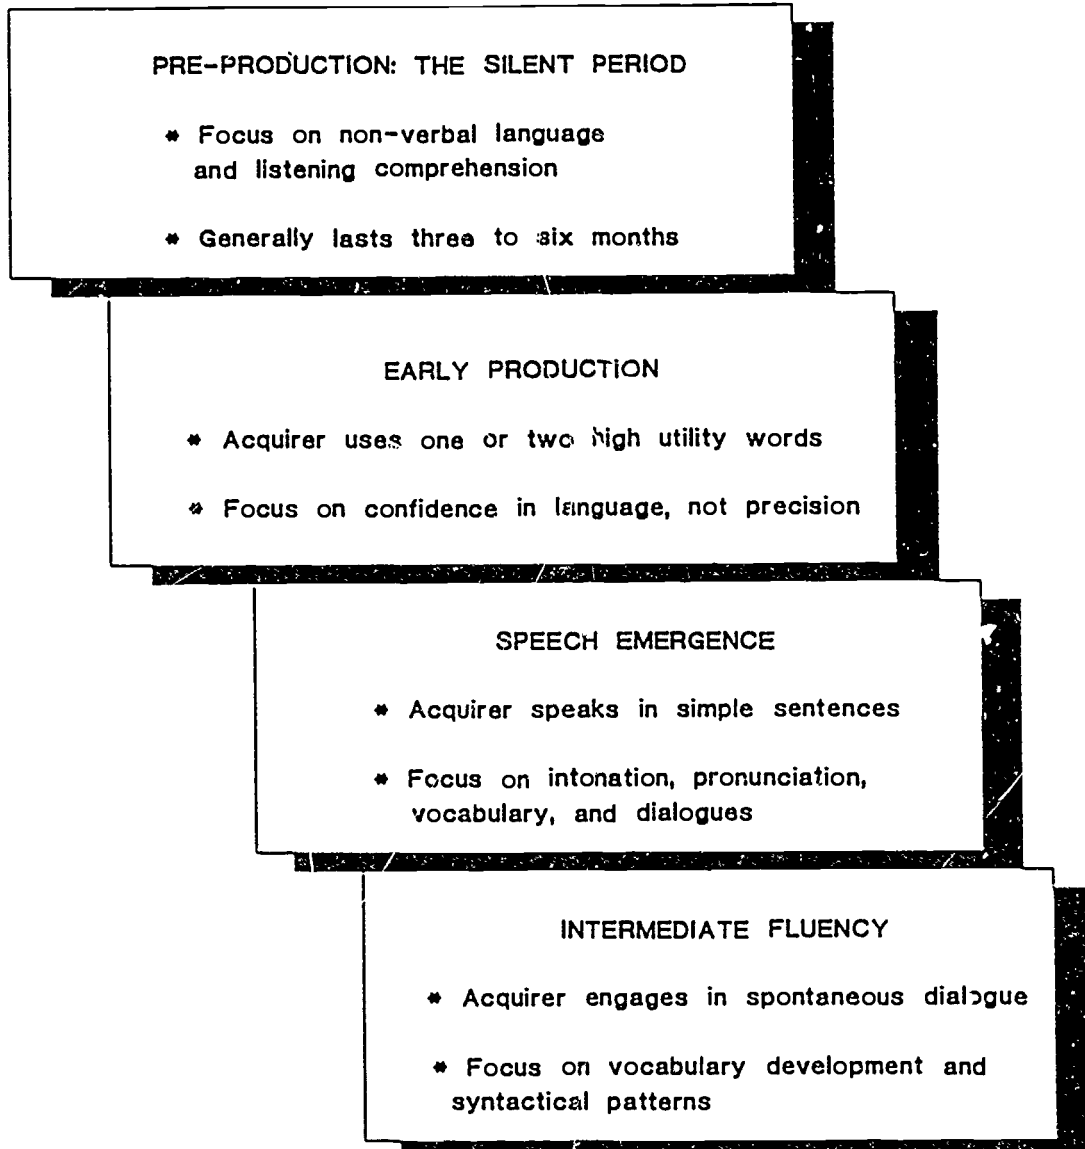 PRE-PRODUCTION: THE SILENT PERIOD
* Focus on non-verbal language
and listening comprehension
* Generally lasts three to six months
EARLY PRODUCTION
* Acquirer uses one or two high utility words
* Focus on confidence in language, not precision
SPEECH EMERGENCE
* Acquirer speaks in simple sentences
* Focus on intonation, pronunciation,
vocabulary, and dialogues
INTERMEDIATE FLUENCY
* Acquirer engages in spontaneous dialogue
* Focus on vocabulary development and
syntactical patterns